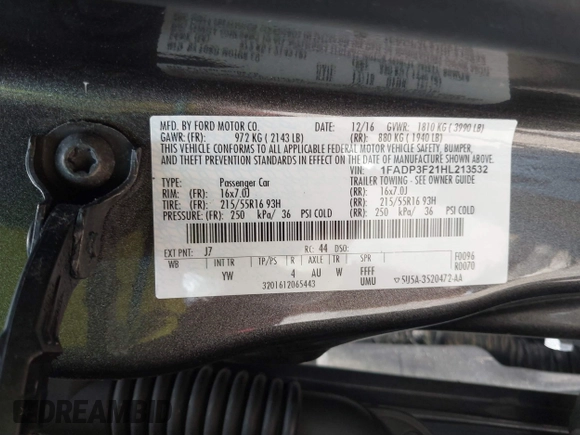 MFD. BY FORD MOTOR CO.
DATE: 12/16 GVWR: 1810 KG ( 3990 LB)
GAWR: (FR): 972 KG ( 2143 LB) (RR): 880 KG ( 1940 LB)
THIS VEHICLE CONFORMS TO ALL APPLICABLE FEDERAL MOTOR VEHICLE SAFETY, BUMPER,
AND THEFT PREVENTION STANDARDS IN EFFECT ON THE DATE OF MANUFACTURE SHOWN ABOVE.
VIN: 1FADP3F21HL213532
TYPE: Passenger Car TRAILER TOWING - SEE OWNER GUIDE
RIM: (FR): 16x7.0J (RR): 16x7.0J
TIRE: (FR): 215/55R16 93H (RR): 215/55R16 93H
PRESSURE: (FR): 250 kPa/ 36 PSI COLD (RR): 250 kPa/ 36 PSI COLD
EXT PNT: J7 RC: 44 DSO:
WB INT TR TP/PS R AXLE TR SPR F0096
YW 4 AU W FFFF R0070
3201612065443 SU5A-3520472-AA
DREAMBID